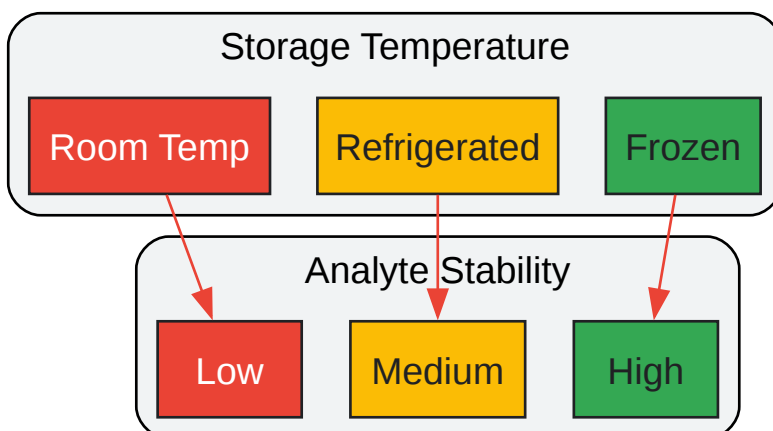 Storage Temperature
Room Temp
Refrigerated
Frozen
Analyte Stability
Low
Medium
High